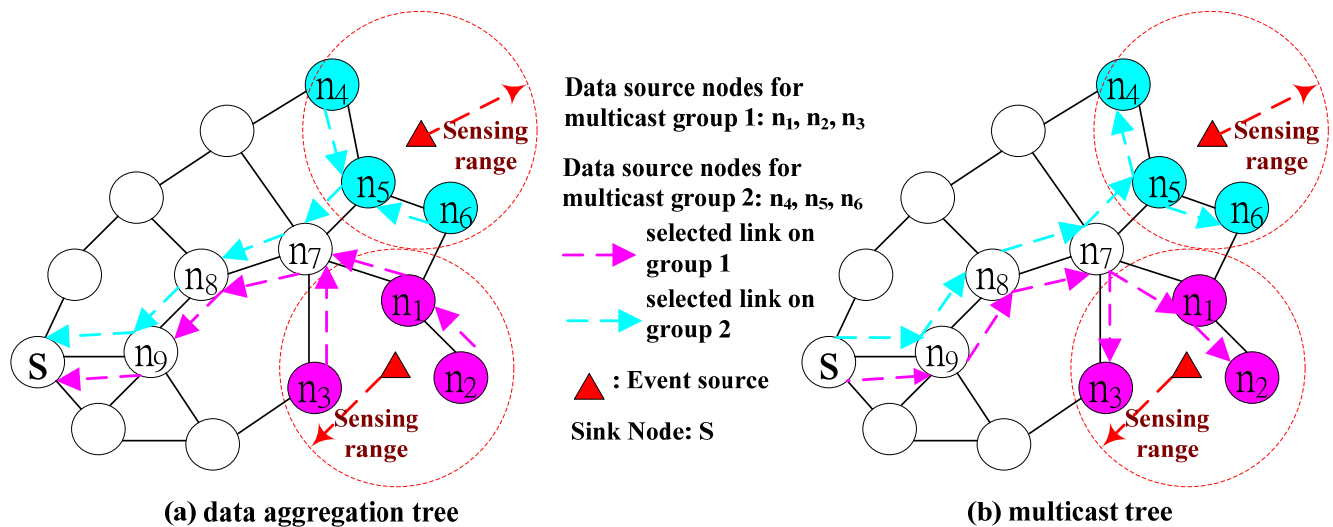 n4
n5
n6
n7
n8
n1
n9
S
n3
n2
Sensing
range
Sensing
range
(a) data aggregation tree
Data source nodes for
multicast group 1: n1, n2, n3
Data source nodes for
multicast group 2: n4, n5, n6
selected link on
group 1
selected link on
group 2
: Event source
Sink Node: S
n4
n5
n6
n7
n8
n1
n9
S
n3
n2
Sensing
range
Sensing
range
(b) multicast tree